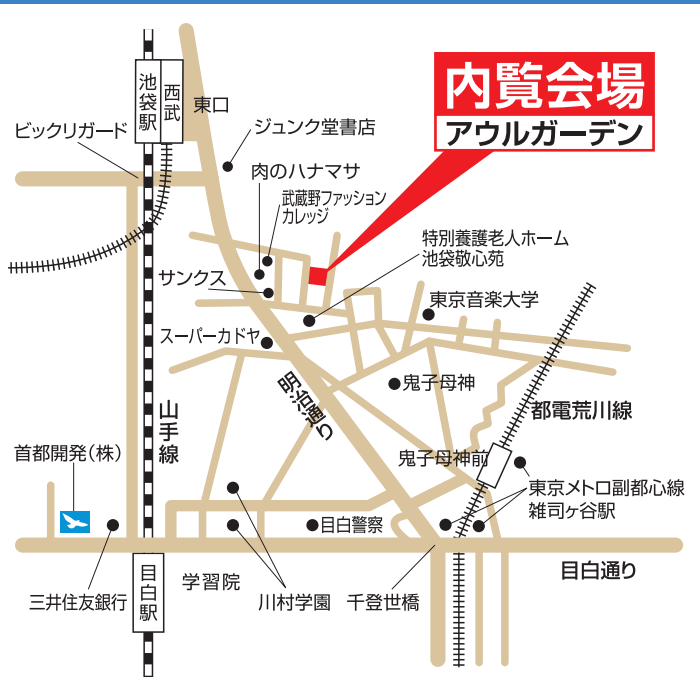 内覧会場
アウルガーデン
池袋駅
西武
東口
ビックリガード
ジュンク堂書店
肉のハナマサ
武蔵野ファッション
カレッジ
特別養護老人ホーム
池袋敬心苑
サンクス
東京音楽大学
スーパーカドヤ
明治通り
鬼子母神
山手線
都電荒川線
首都開発(株)
鬼子母神前
東京メトロ副都心線
雑司ヶ谷駅
目白警察
目白通り
目白駅
学習院
三井住友銀行
川村学園
千登世橋